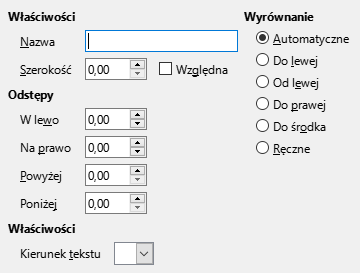 Właściwości
Nazwa
Szerokość 0,00 Względna
Odstępy
W lewo 0,00
Na prawo 0,00
Powyżej 0,00
Poniżej 0,00
Właściwości
Kierunek tekstu
Wyrównanie
Automatyczne
Do lewej
Od lewej
Do prawej
Do środka
Ręczne